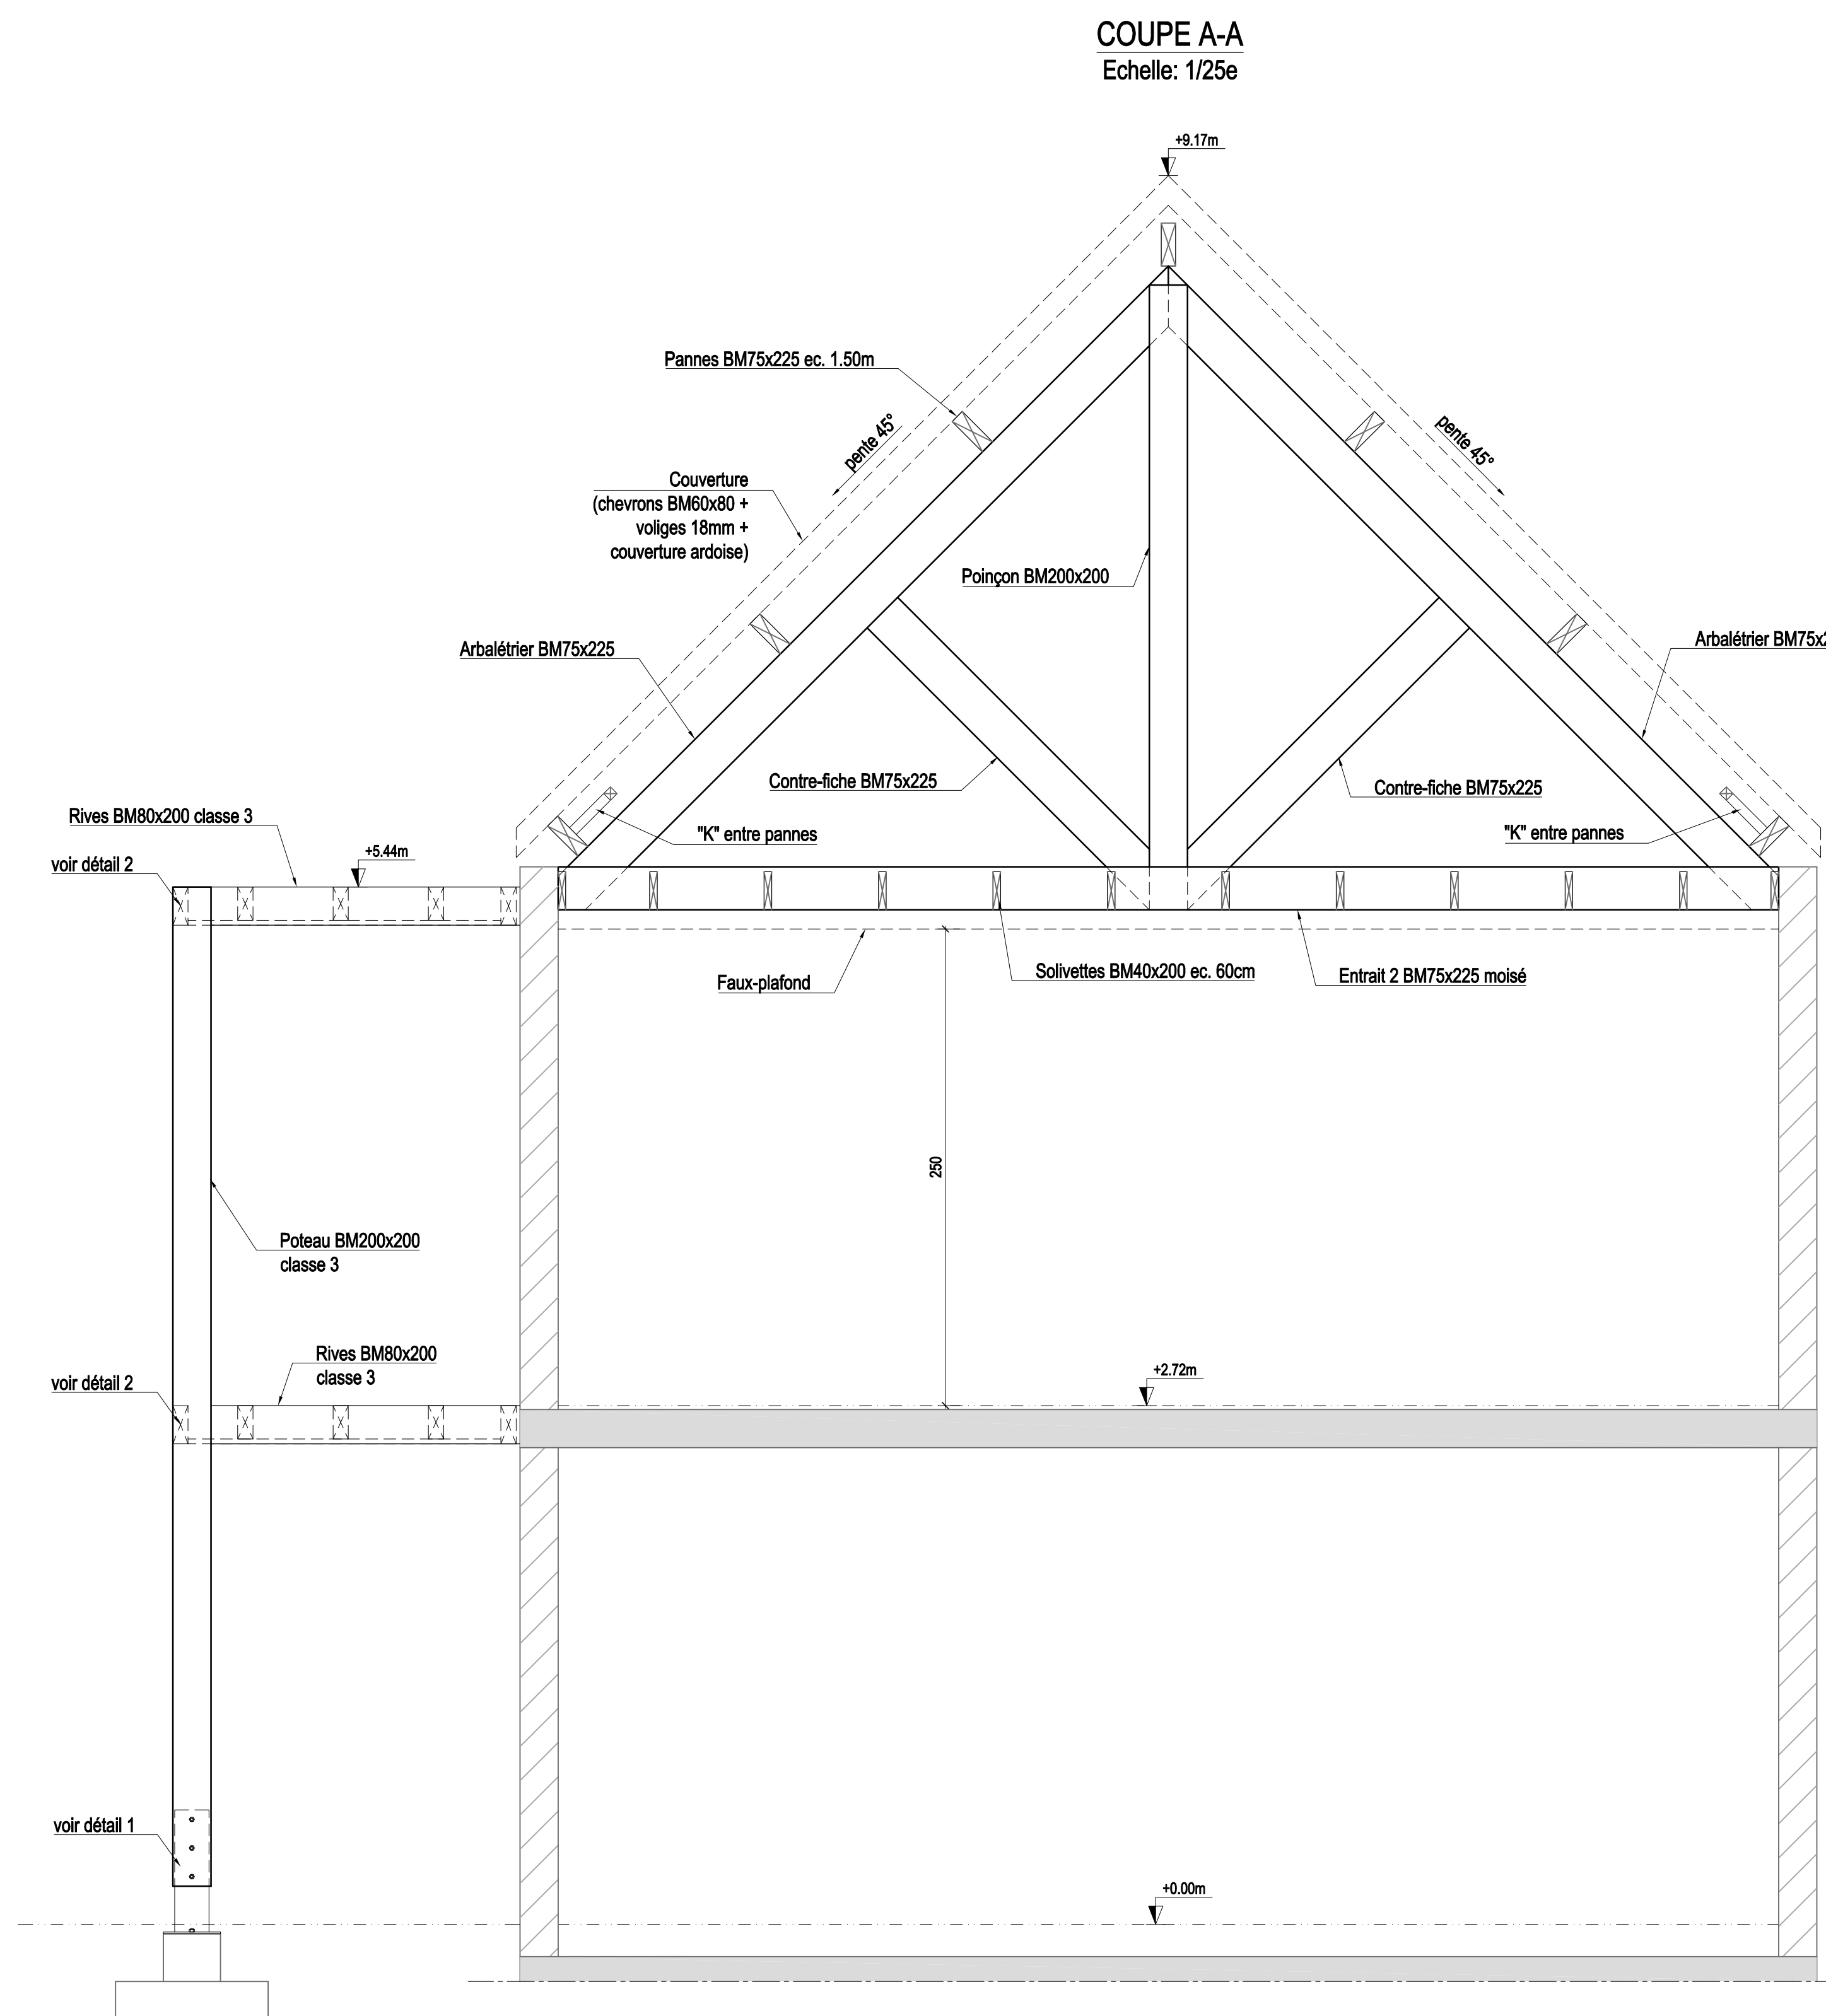 COUPE A-A
Echelle: 1/25e
+9.17m
Pannes BM75x225 ec. 1.50m
pente 45°
pente 45°
Couverture
(chevrons BM60x80 +
voliges 18mm +
couverture ardoise)
Poinçon BM200x200
Arbalétrier BM75x225
Arbalétrier BM75x2
Contre-fiche BM75x225
Contre-fiche BM75x225
Rives BM80x200 classe 3
"K" entre pannes
"K" entre pannes
+5.44m
voir détail 2
Faux-plafond
Solivettes BM40x200 ec. 60cm
Entrait 2 BM75x225 moisé
250
Poteau BM200x200
classe 3
Rives BM80x200
classe 3
+2.72m
voir détail 2
voir détail 1
+0.00m